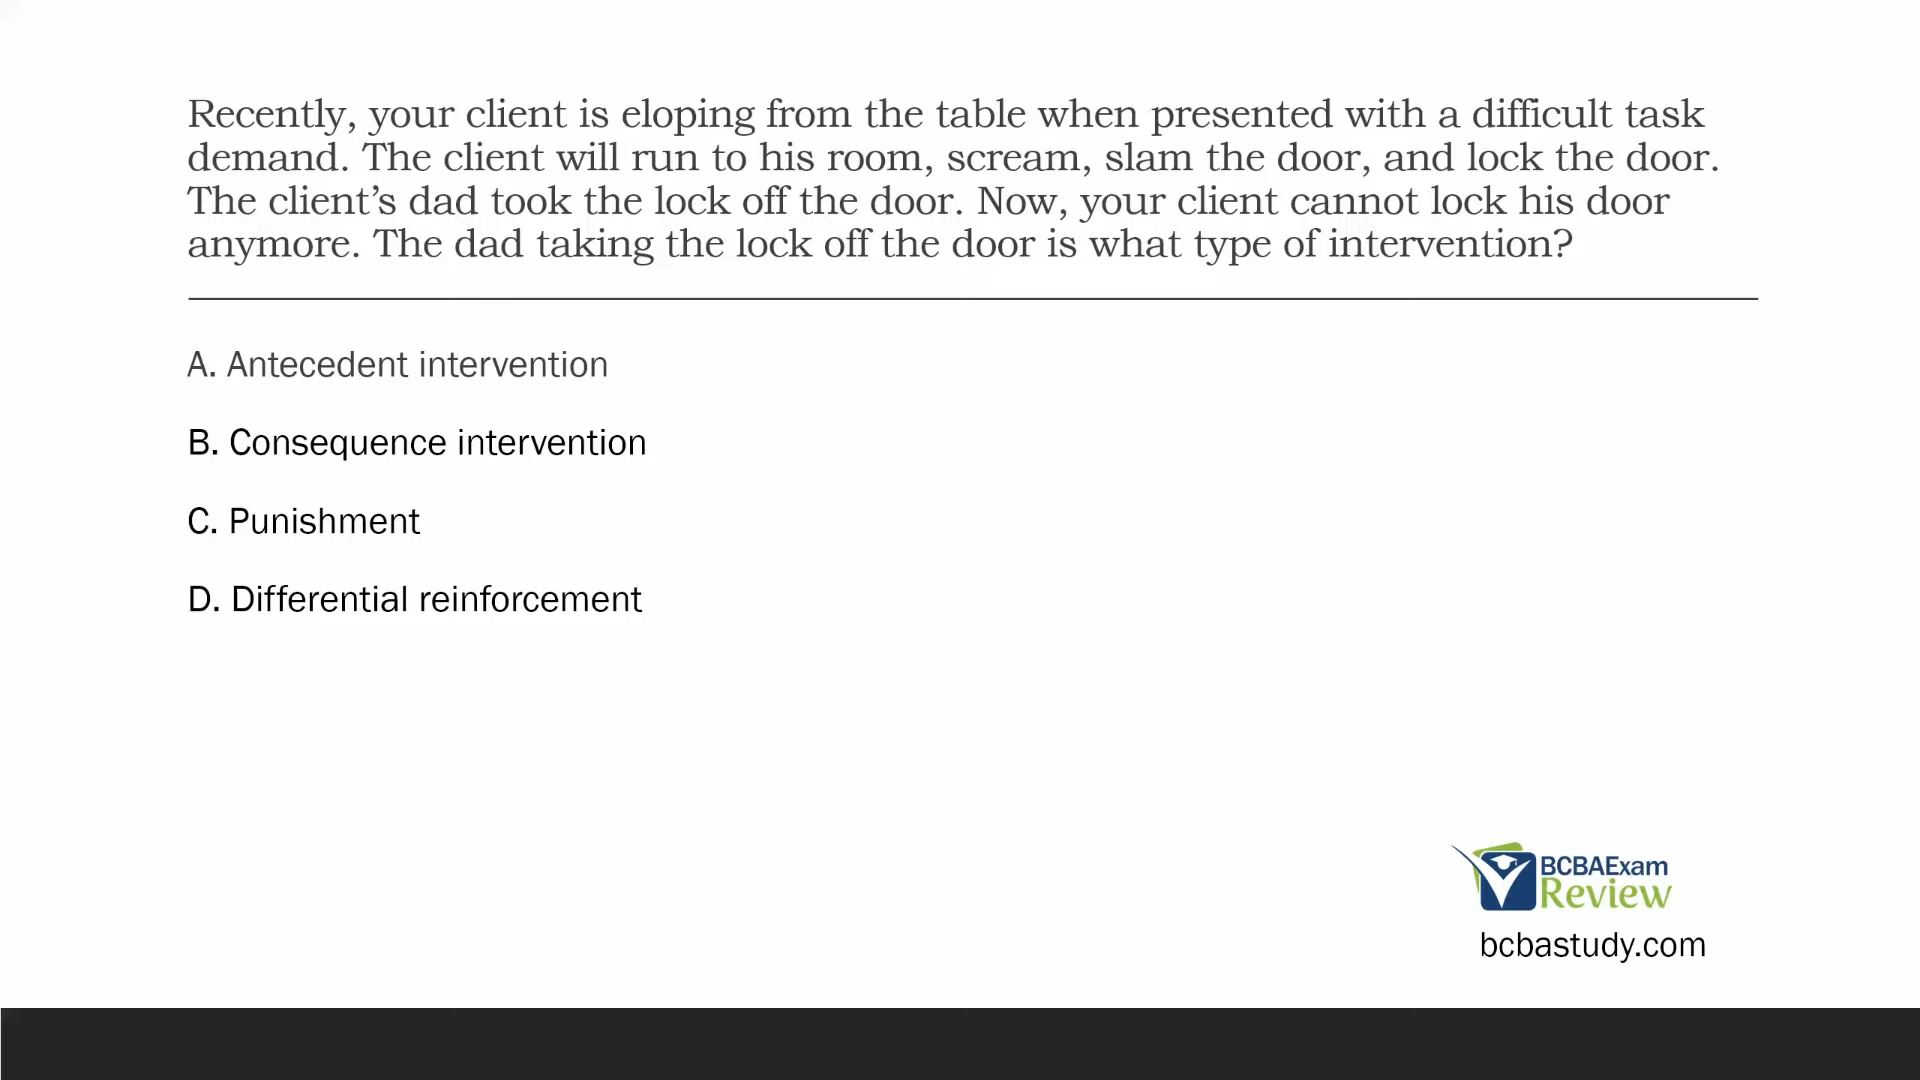 Recently, your client is eloping from the table when presented with a difficult task
demand. The client will run to his room, scream, slam the door, and lock the door.
The client’s dad took the lock off the door. Now, your client cannot lock his door
anymore. The dad taking the lock off the door is what type of intervention?
A. Antecedent intervention
B. Consequence intervention
C. Punishment
D. Differential reinforcement
BCBAExam
Review
bcbastudy.com